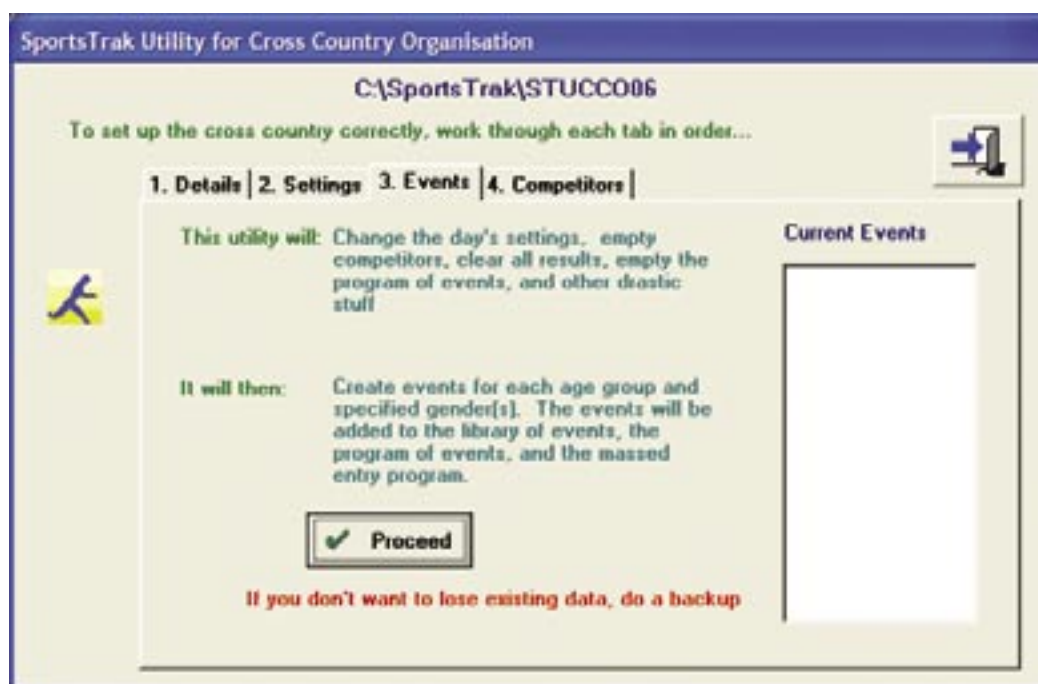 SportsTrak Utility for Cross Country Organisation
C:\SportsTrak\STUCCO06
To set up the cross country correctly, work through each tab in order...
1. Details 2. Settings 3. Events 4. Competitors
This utility will: Change the day's settings, empty
competitors, clear all results, empty the
program of events, and other drastic
stuff
Current Events
It will then: Create events for each age group and
specified gender[s]. The events will be
added to the library of events, the
program of events, and the massed
entry program.
Proceed
If you don't want to lose existing data, do a backup